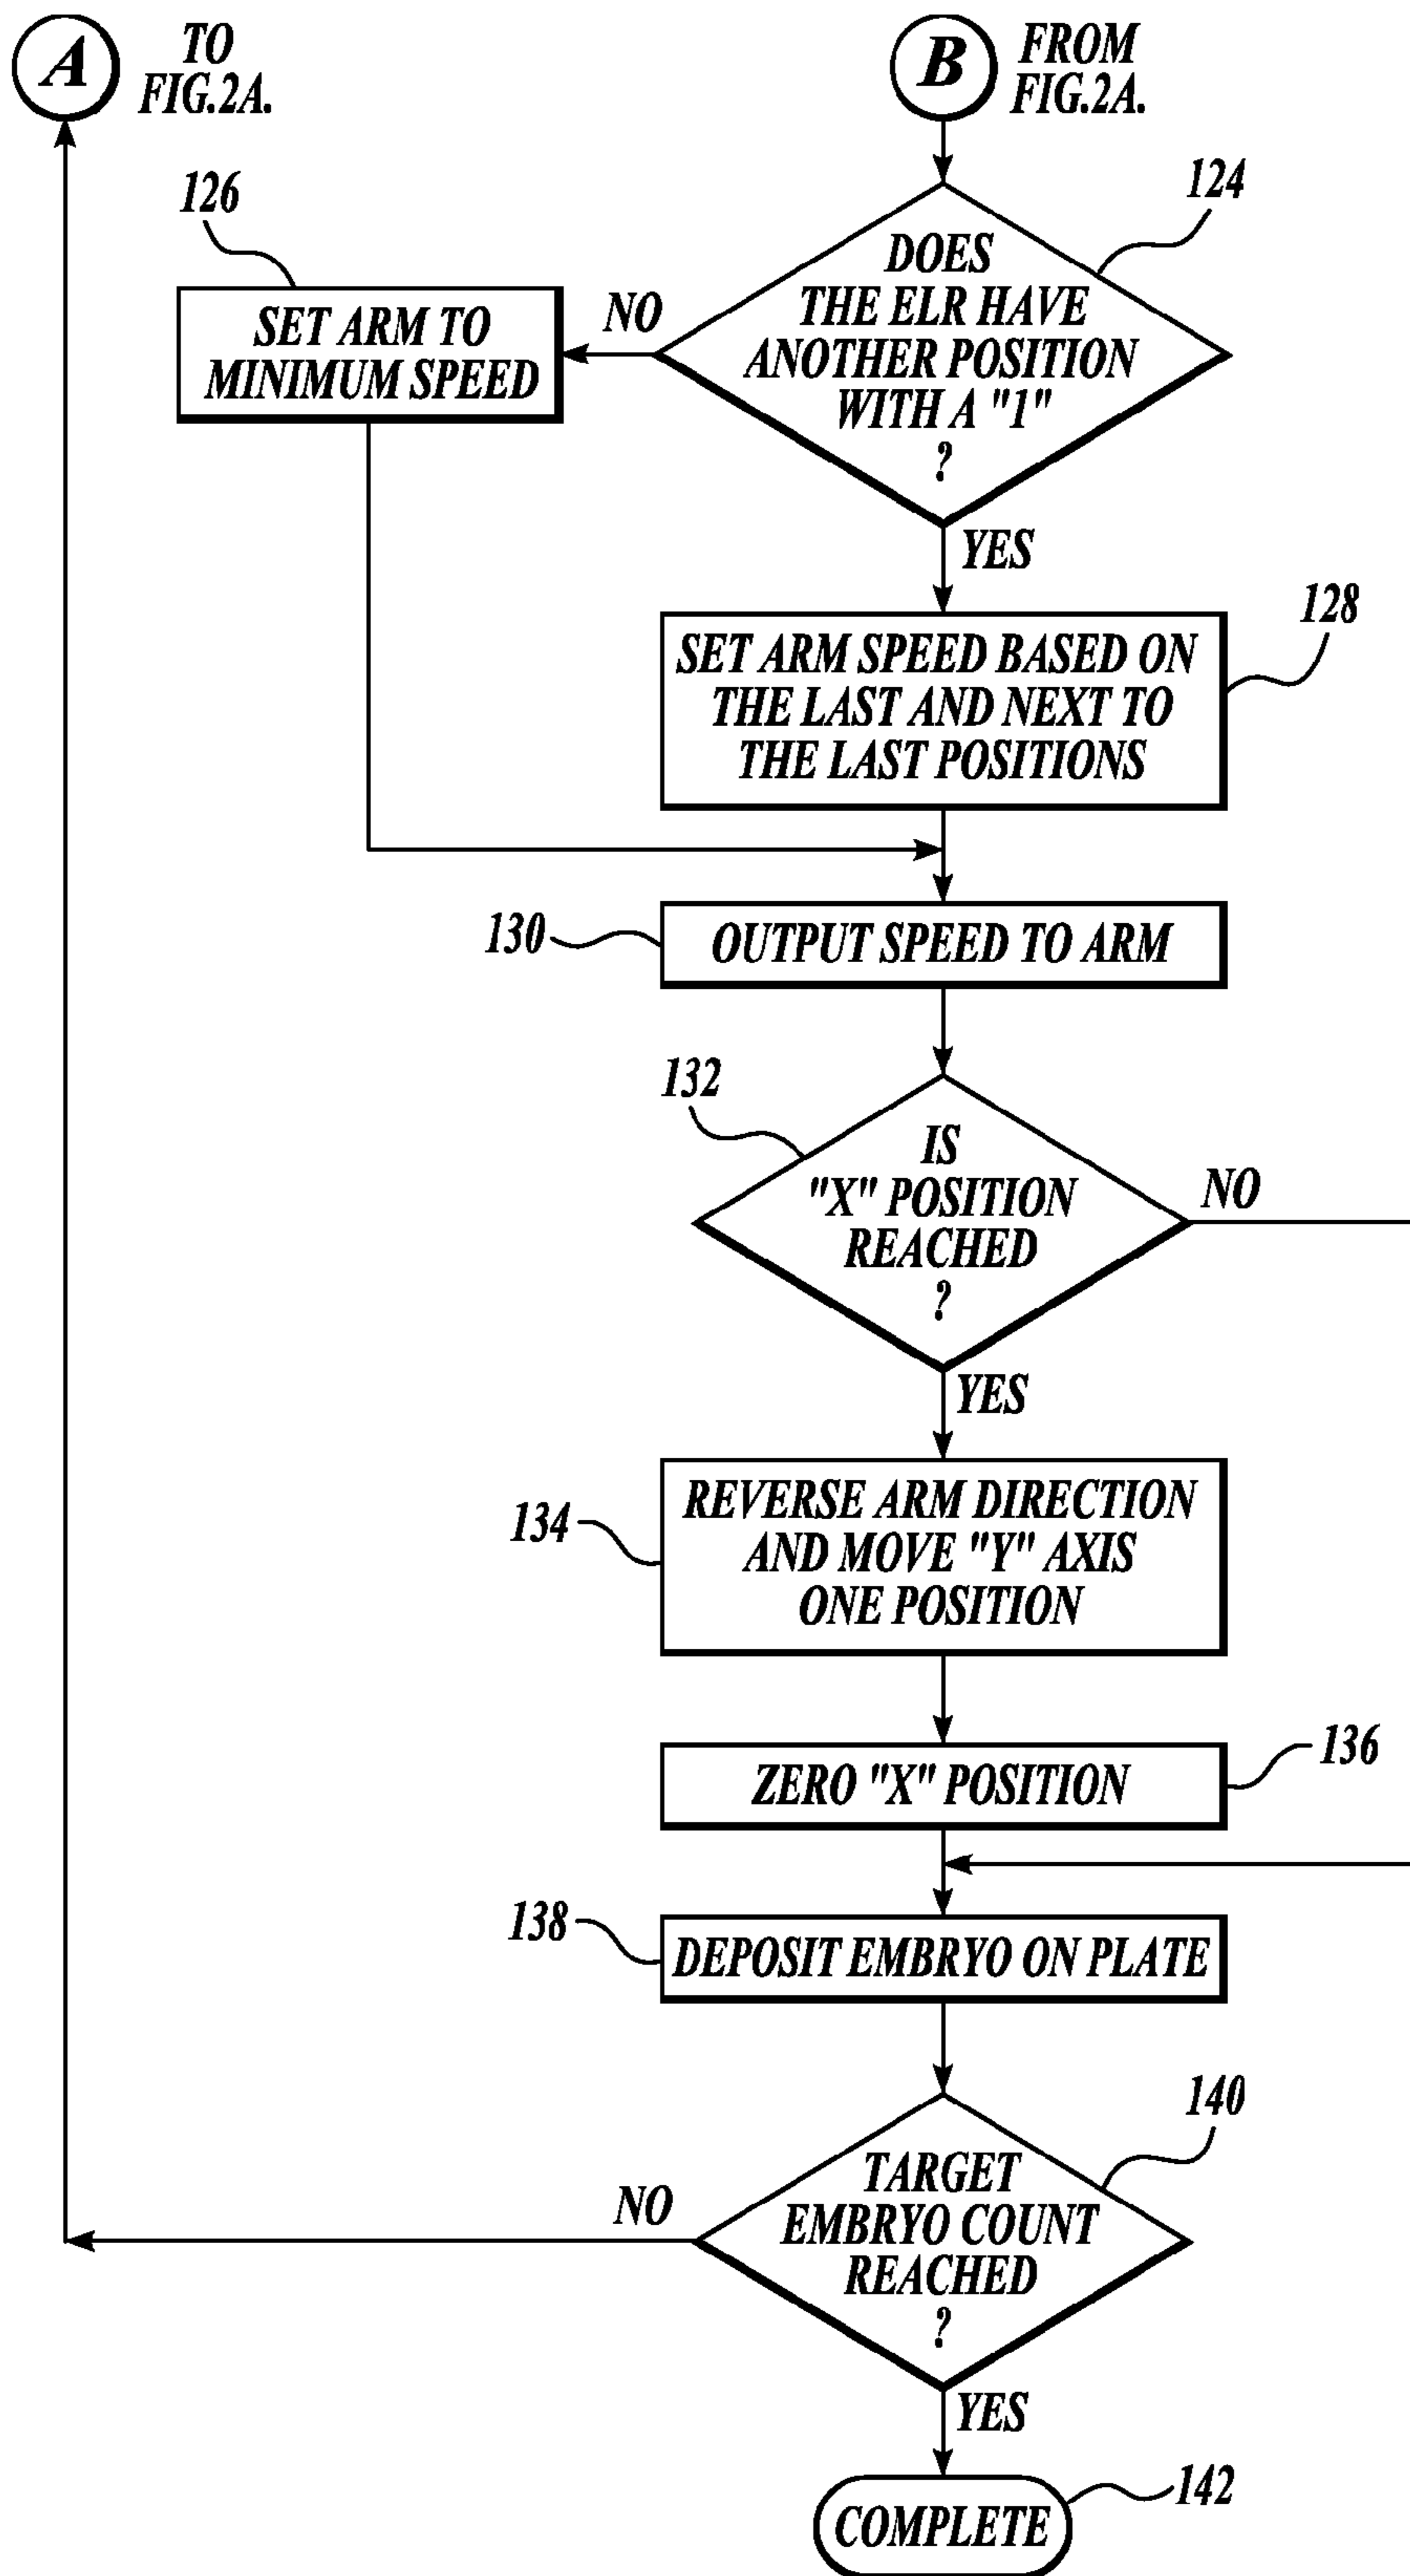 A
TO
FIG.2A.
B
FROM
FIG.2A.
124
DOES
THE ELR HAVE
ANOTHER POSITION
WITH A "1"
?
NO
126
SET ARM TO
MINIMUM SPEED
YES
128
SET ARM SPEED BASED ON
THE LAST AND NEXT TO
THE LAST POSITIONS
130
OUTPUT SPEED TO ARM
132
IS
"X" POSITION
REACHED
?
NO
YES
134
REVERSE ARM DIRECTION
AND MOVE "Y" AXIS
ONE POSITION
136
ZERO "X" POSITION
138
DEPOSIT EMBRYO ON PLATE
140
TARGET
EMBRYO COUNT
REACHED
?
NO
YES
COMPLETE
142